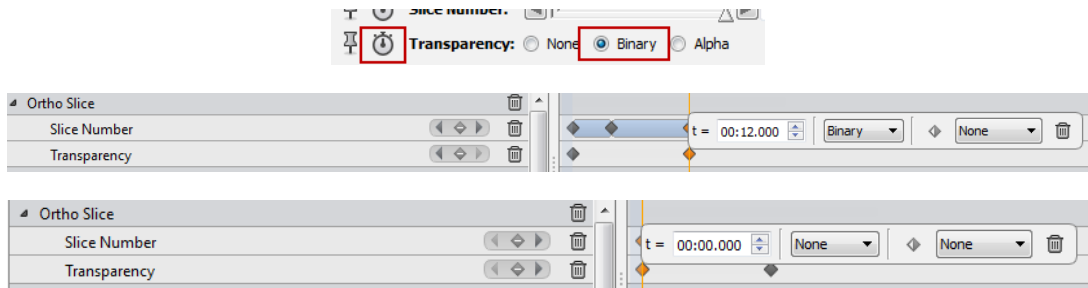 Slice Number:
Transparency: None Binary Alpha
Ortho Slice
Slice Number t = 00:12.000 Binary None
Transparency
Ortho Slice
Slice Number t = 00:00.000 None None
Transparency